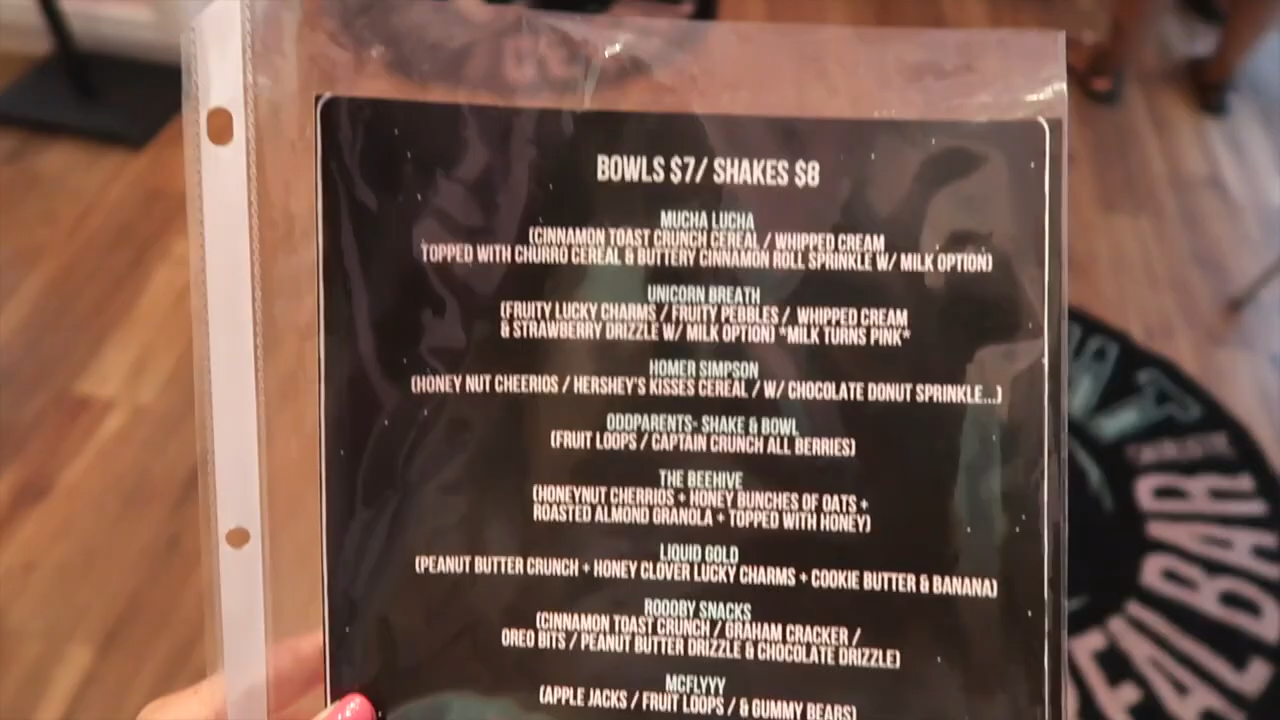 BOWLS $7/ SHAKES $8
MUCHA LUCHA
(CINNAMON TOAST CRUNCH CEREAL / WHIPPED CREAM
TOPPED WITH CHURRO CEREAL & BUTTERY CINNAMON ROLL SPRINKLE W/ MILK OPTION)
UNICORN BREATH
(FRUITY LUCKY CHARMS / FRUITY PEBBLES / WHIPPED CREAM
& STRAWBERRY DRIZZLE W/ MILK OPTION) *MILK TURNS PINK*
HOMER SIMPSON
(HONEY NUT CHEERIOS / HERSHEY'S KISSES CEREAL / W/ CHOCOLATE DONUT SPRINKLE...)
ODDPARENTS- SHAKE & BOWL
(FRUIT LOOPS / CAPTAIN CRUNCH ALL BERRIES)
THE BEEHIVE
(HONEYNUT CHERRIOS + HONEY BUNCHES OF OATS +
ROASTED ALMOND GRANOLA + TOPPED WITH HONEY)
LIQUID GOLD
(PEANUT BUTTER CRUNCH + HONEY CLOVER LUCKY CHARMS + COOKIE BUTTER & BANANA)
ROOOBY SNACKS
(CINNAMON TOAST CRUNCH / GRAHAM CRACKER /
OREO BITS / PEANUT BUTTER DRIZZLE & CHOCOLATE DRIZZLE)
MCFLYYY
(APPLE JACKS / FRUIT LOOPS / & GUMMY BEARS)
BAR